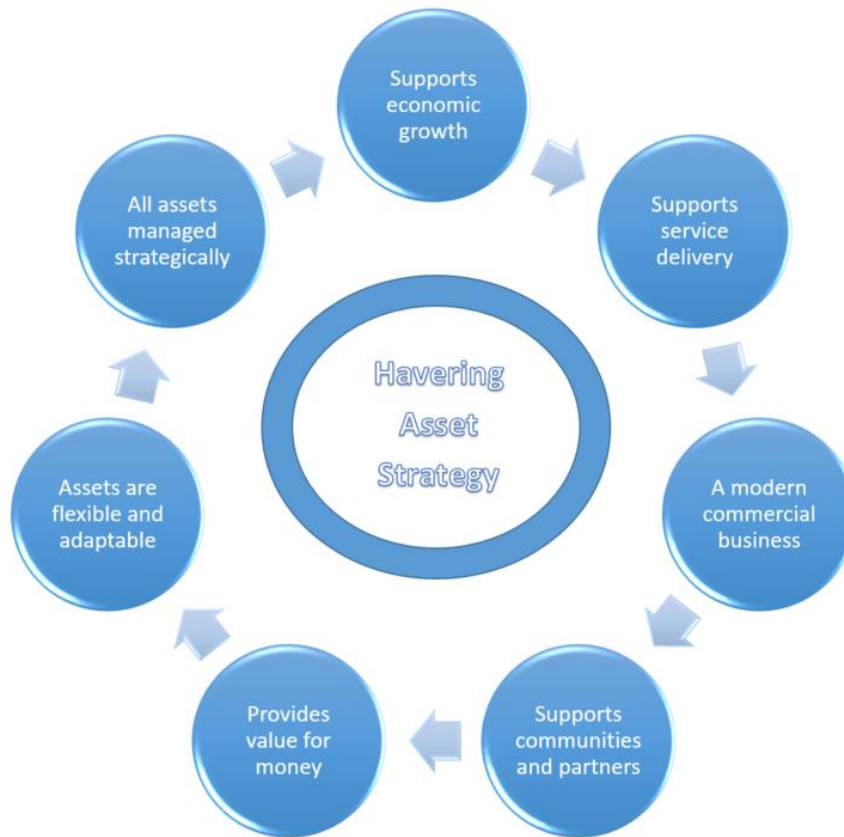 Supports
economic
growth
Supports
service
delivery
A modern
commercial
business
Supports
communities
and partners
Provides
value for
money
Assets are
flexible and
adaptable
All assets
managed
strategically
Havering
Asset
Strategy